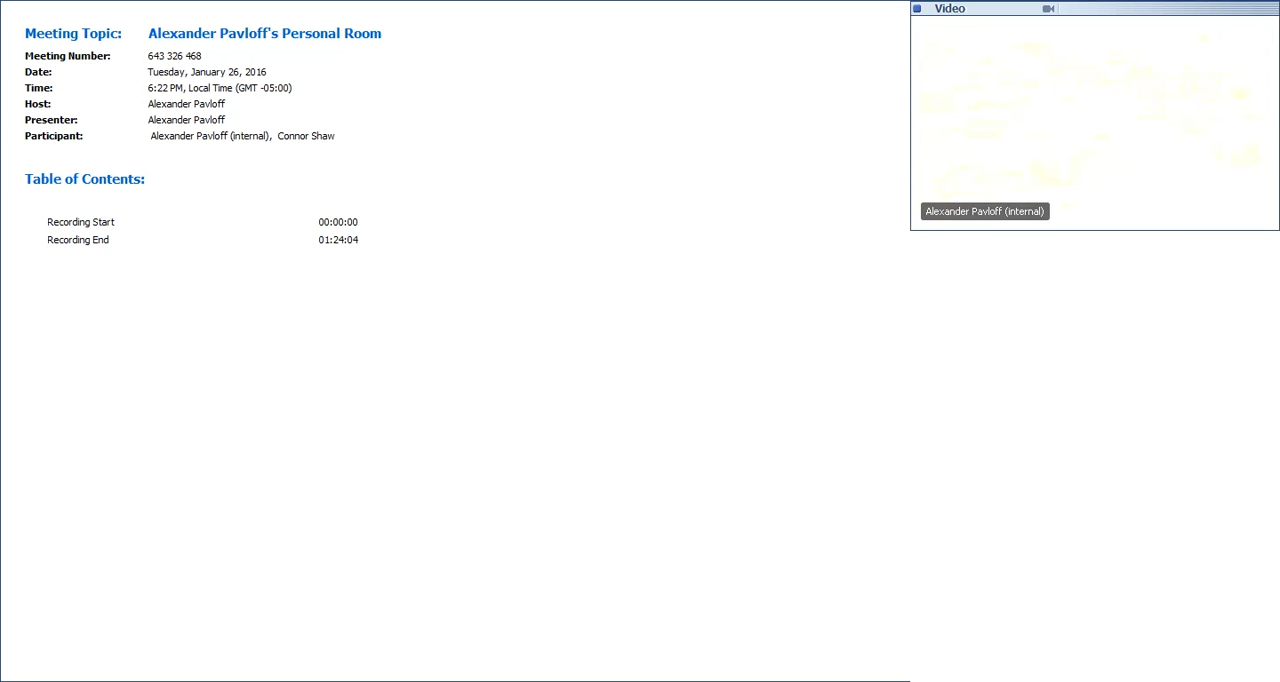 Meeting Topic: Alexander Pavloff's Personal Room
Meeting Number: 643 326 468
Date: Tuesday, January 26, 2016
Time: 6:22 PM, Local Time (GMT -05:00)
Host: Alexander Pavloff
Presenter: Alexander Pavloff
Participant: Alexander Pavloff (internal), Connor Shaw
Table of Contents:
Recording Start 00:00:00
Recording End 01:24:04
Video
Alexander Pavloff (internal)